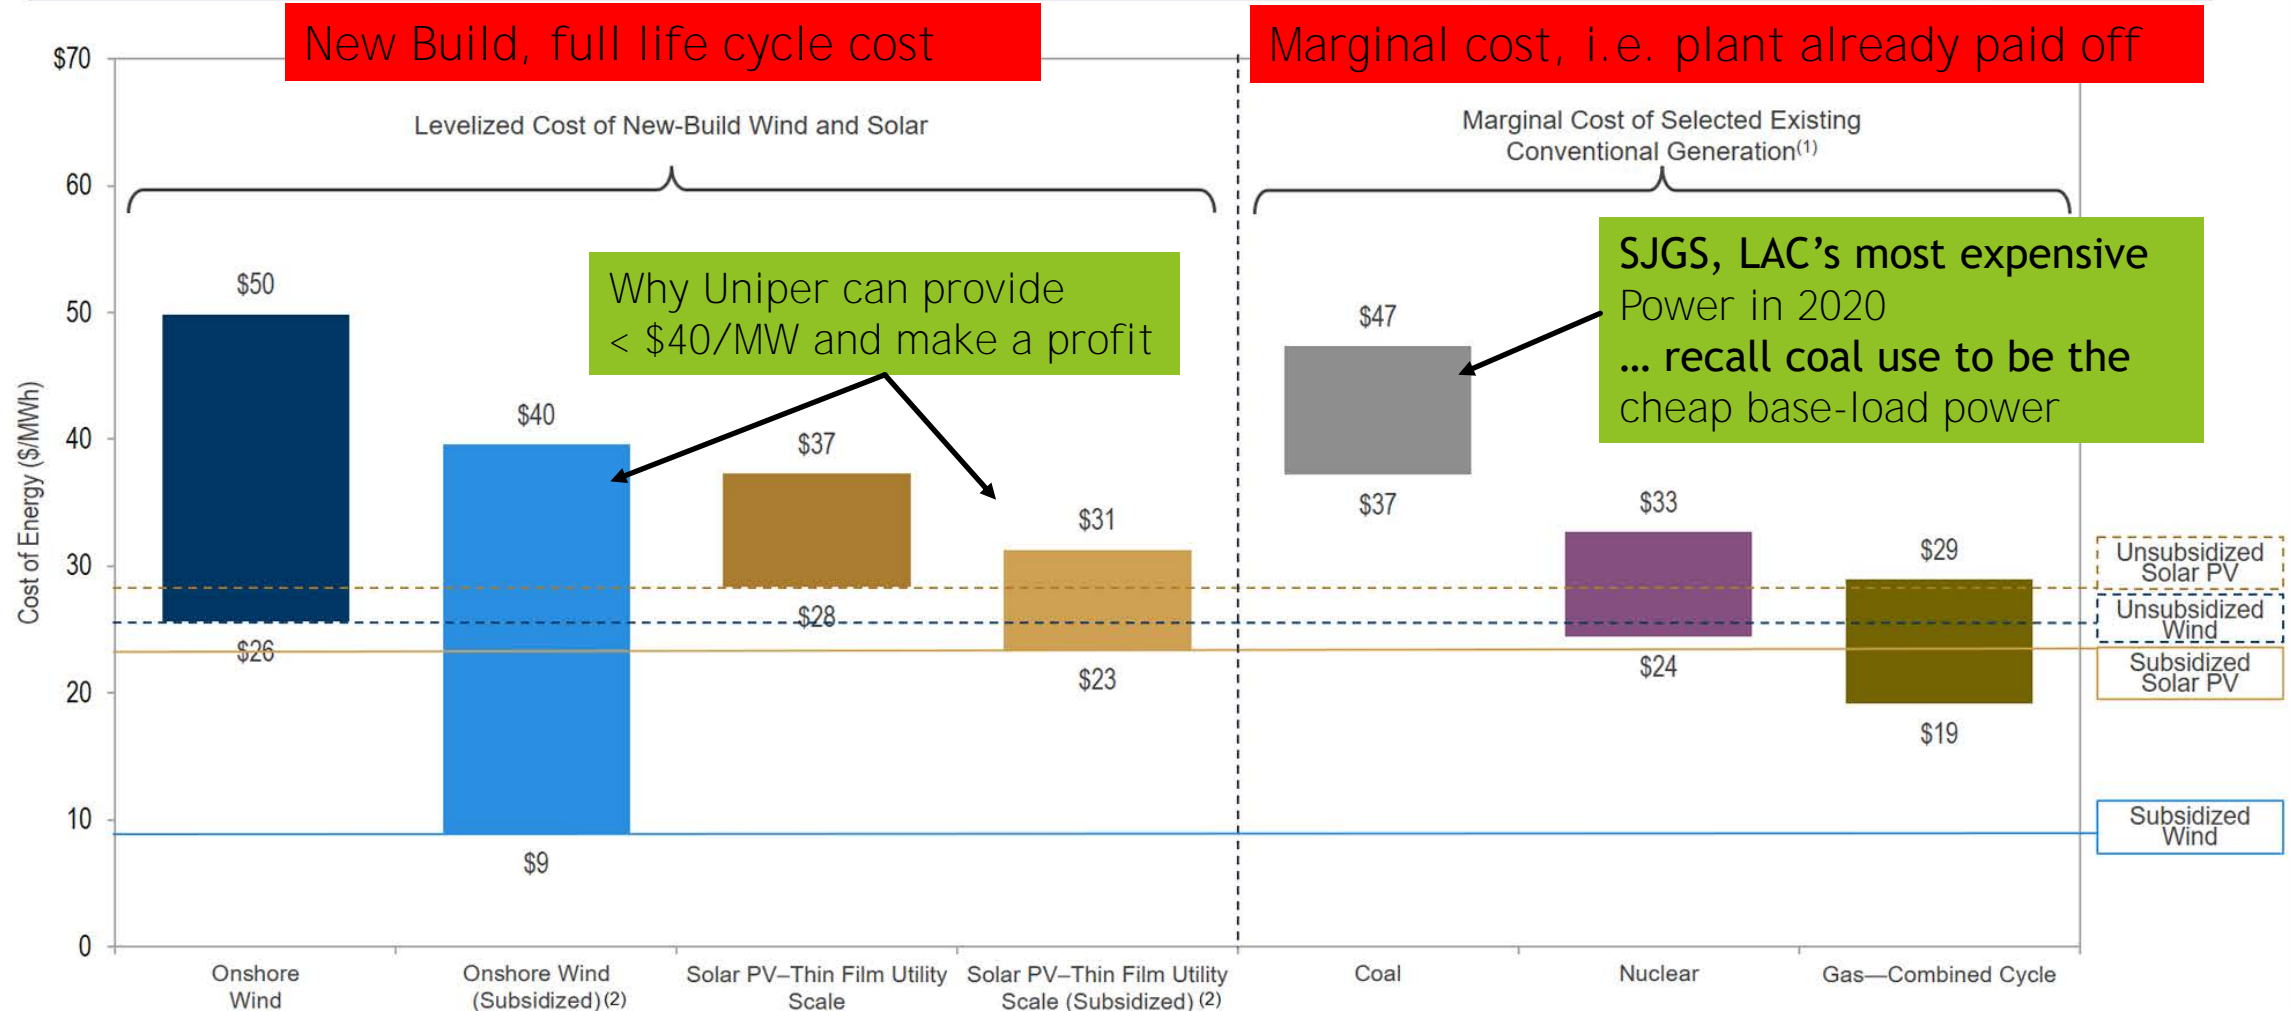 New Build, full life cycle cost
Marginal cost, i.e. plant already paid off
Levelized Cost of New-Build Wind and Solar
Marginal Cost of Selected Existing
Conventional Generation(1)
Cost of Energy ($/MWh)
$70
60
50
40
30
20
10
0
Why Uniper can provide
< $40/MW and make a profit
SJGS, LAC’s most expensive
Power in 2020
… recall coal use to be the
cheap base-load power
$50
$26
$40
$9
$37
$28
$31
$23
$47
$37
$33
$24
$29
$19
Unsubsidized
Solar PV
Unsubsidized
Wind
Subsidized
Solar PV
Subsidized
Wind
Onshore
Wind
Onshore Wind
(Subsidized)(2)
Solar PV–Thin Film Utility
Scale
Solar PV–Thin Film Utility
Scale (Subsidized) (2)
Coal
Nuclear
Gas—Combined Cycle